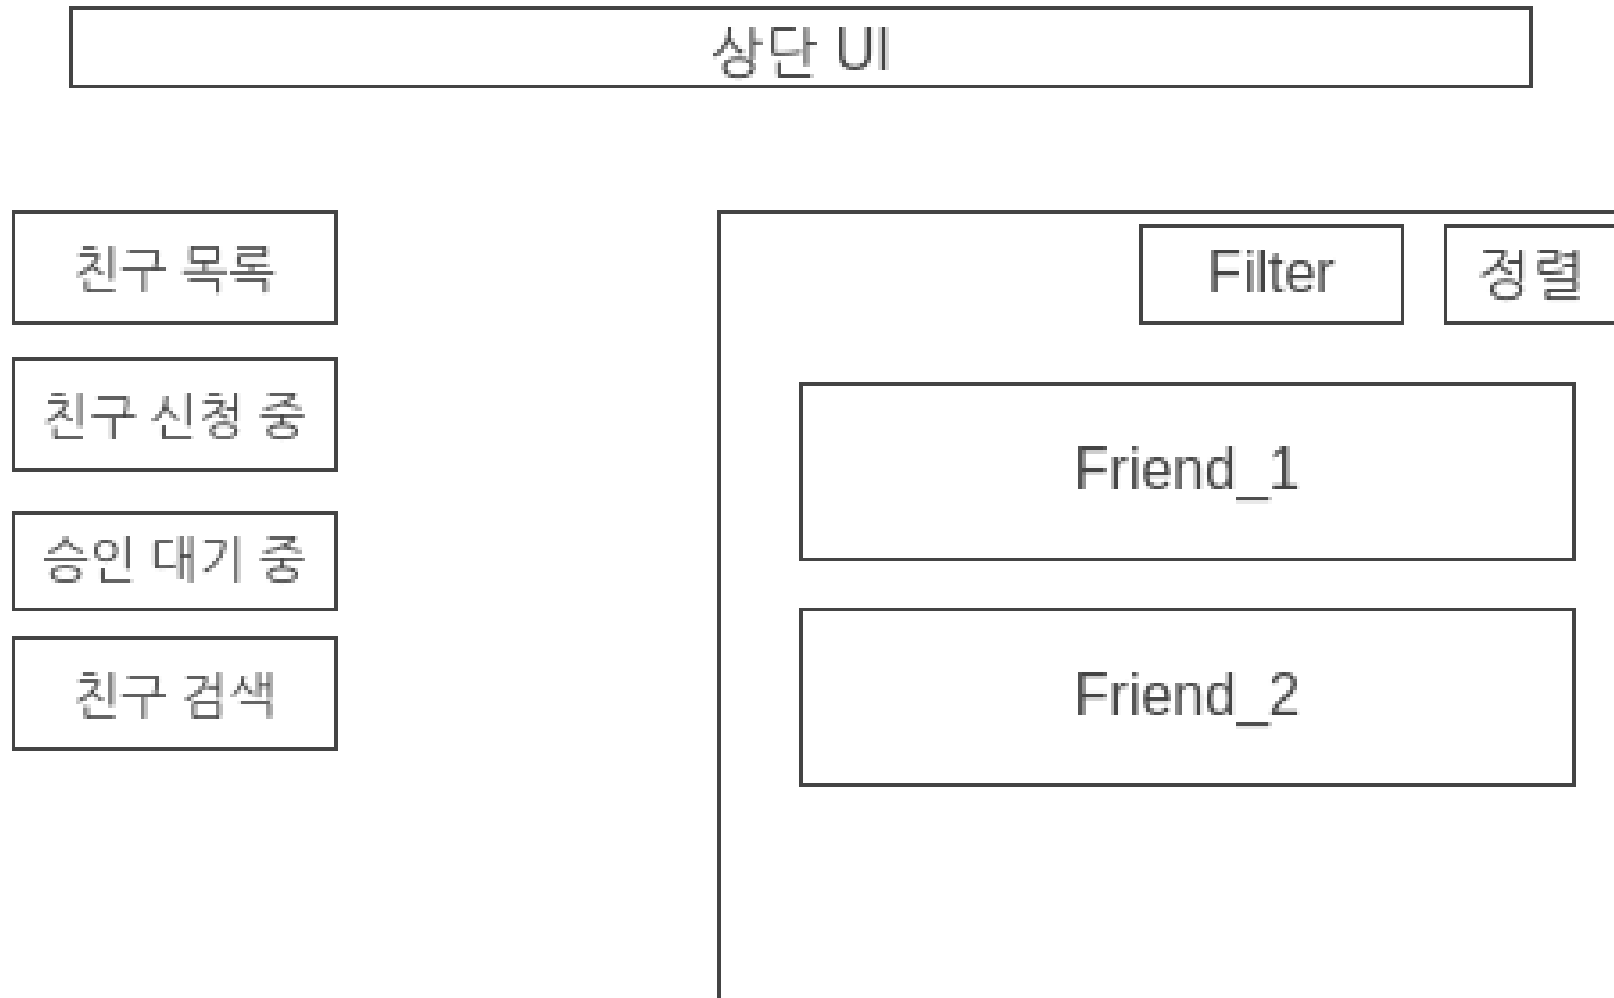 상단 UI
친구 목록
친구 신청 중
승인 대기 중
친구 검색
Filter
정렬
Friend_1
Friend_2